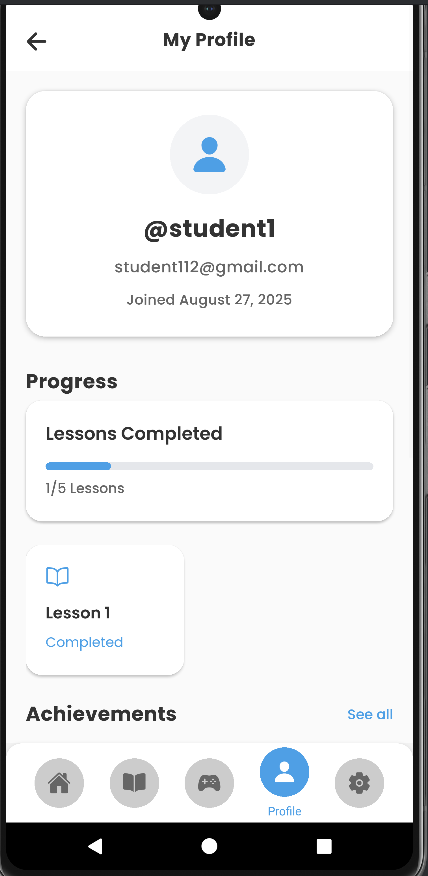 My Profile
@student1
student112@gmail.com
Joined August 27, 2025
Progress
Lessons Completed
1/5 Lessons
Lesson 1
Completed
Achievements
See all
Profile